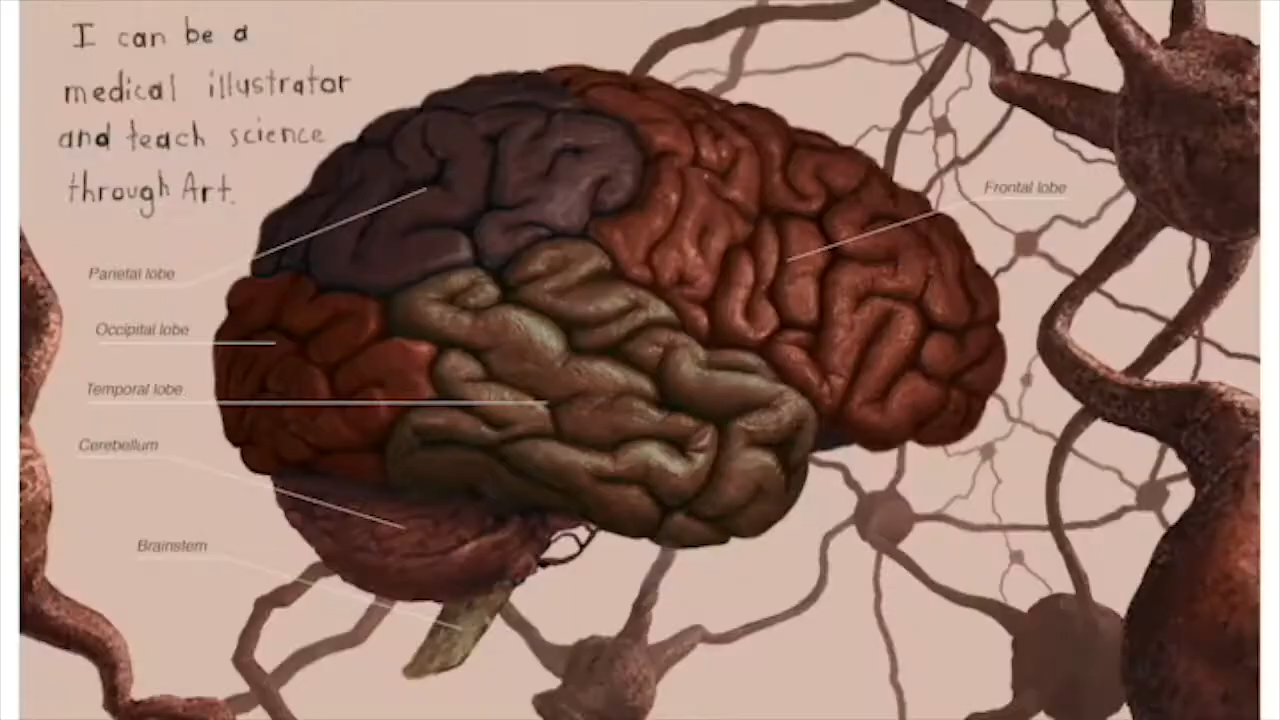 I can be a
medical illustrator
and teach science
through Art.
Parietal lobe
Occipital lobe
Temporal lobe
Cerebellum
Brainstem
Frontal lobe